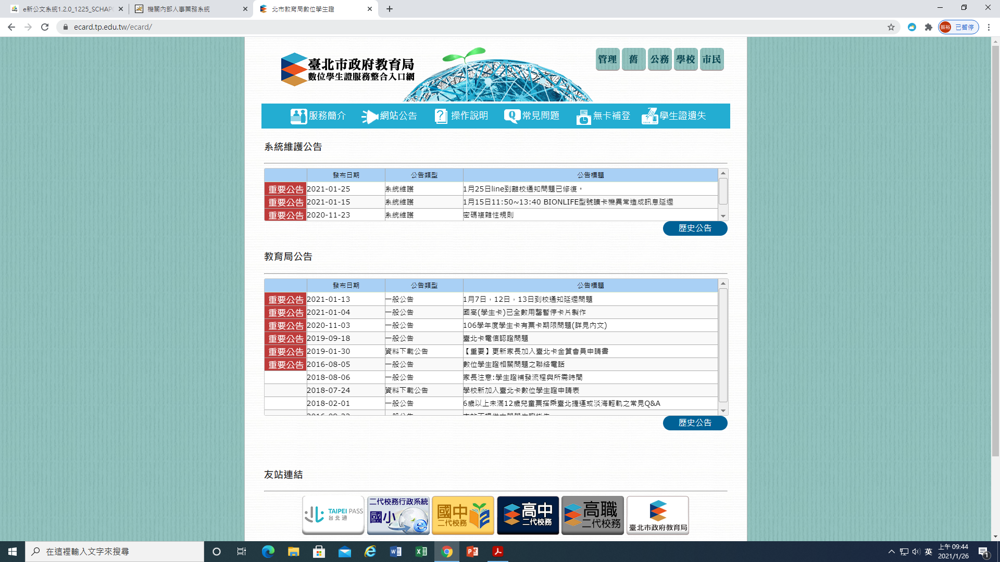 e新公文系統1.2.0_1225_SCHAPO
機關內部人事業務系統
北市教育局數位學生證
ecard.tp.edu.tw/ecard/
振裕 已暫停
臺北市政府教育局
數位學生證服務整合入口網
管理 舊 公務 學校 市民
服務簡介 網站公告 操作說明 常見問題 無卡補登 學生證遺失
系統維護公告
發布日期 公告類型 公告標題
重要公告 2021-01-25 系統維護 1月25日line到離校通知問題已修復。
重要公告 2021-01-15 系統維護 1月15日11:50~13:40 BIONLIFE型號讀卡機異常造成訊息延遲
重要公告 2020-11-23 系統維護 密碼複雜性規則
歷史公告
教育局公告
發布日期 公告類型 公告標題
重要公告 2021-01-13 一般公告 1月7日，12日，13日到校通知延遲問題
重要公告 2021-01-04 一般公告 國高(學生卡)已全數用罄暫停卡片製作
重要公告 2020-11-03 一般公告 106學年度學生卡有票卡期限問題(詳見內文)
重要公告 2019-09-18 一般公告 臺北卡電信認證問題
重要公告 2019-01-30 資料下載公告 【重要】更新家長加入臺北卡金質會員申請書
重要公告 2016-08-05 一般公告 數位學生證相關問題之聯絡電話
2018-08-06 一般公告 家長注意:學生證補發流程與所需時間
2018-07-24 資料下載公告 學校新加入臺北卡數位學生證申請表
2018-02-01 一般公告 6歲以上未滿12歲兒童票搭乘臺北捷運或淡海輕軌之常見Q&A
歷史公告
友站連結
TAIPEI PASS
台北通
二代校務行政系統
國小
國中
二代校務
高中
二代校務
高職
二代校務
臺北市政府教育局
在這裡輸入文字來搜尋
英
上午 09:44
2021/1/26
1